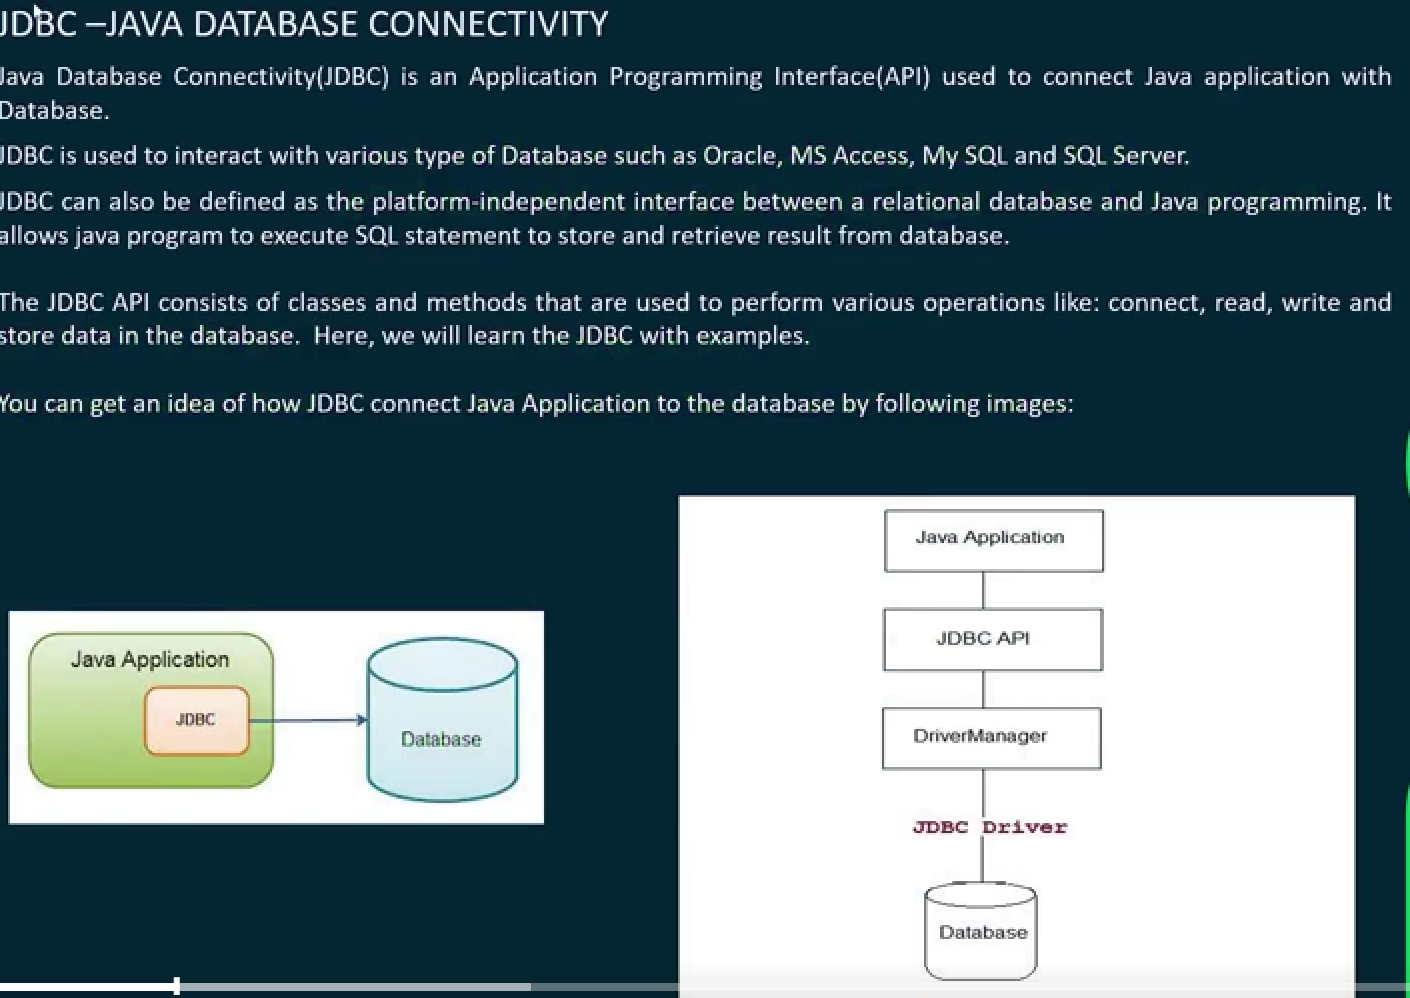 JDBC –JAVA DATABASE CONNECTIVITY
Java Database Connectivity(JDBC) is an Application Programming Interface(API) used to connect Java application with
Database.
JDBC is used to interact with various type of Database such as Oracle, MS Access, My SQL and SQL Server.
JDBC can also be defined as the platform-independent interface between a relational database and Java programming. It
allows java program to execute SQL statement to store and retrieve result from database.
The JDBC API consists of classes and methods that are used to perform various operations like: connect, read, write and
store data in the database. Here, we will learn the JDBC with examples.
You can get an idea of how JDBC connect Java Application to the database by following images:
Java Application
JDBC
Database
Java Application
JDBC API
DriverManager
JDBC Driver
Database